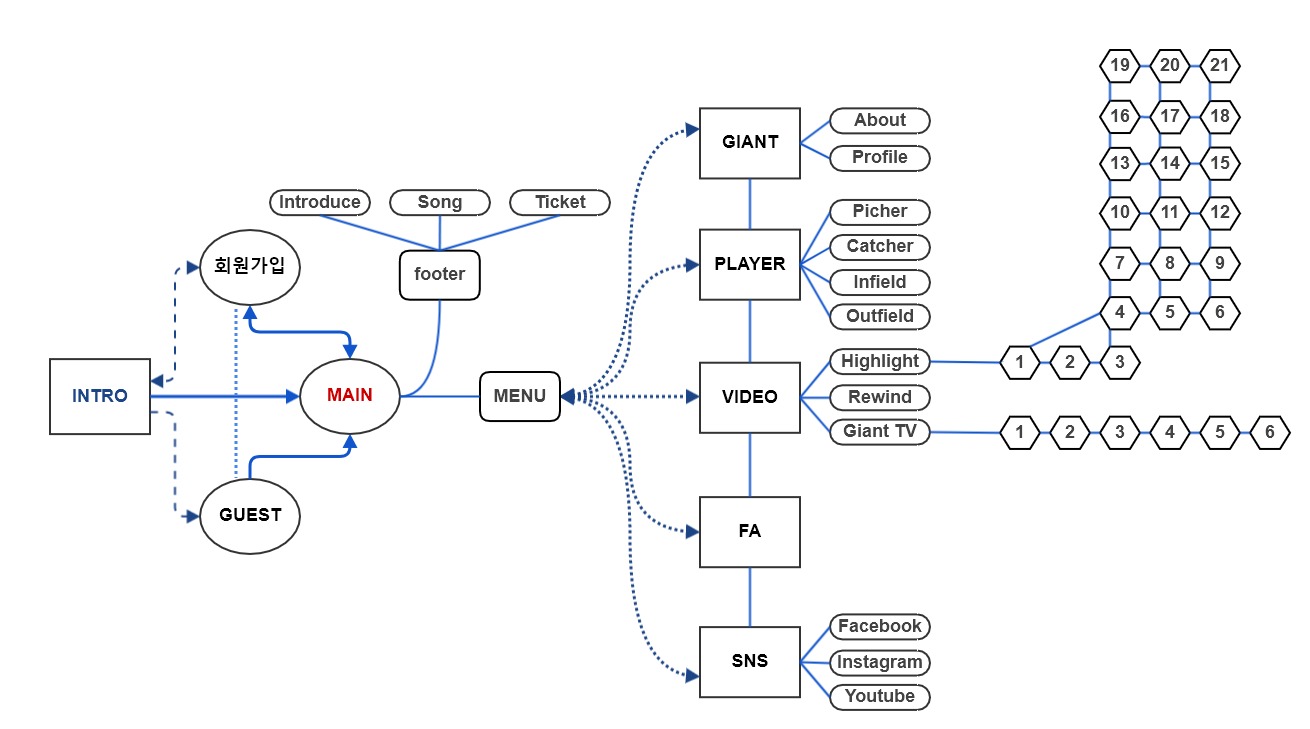 INTRO
회원가입
GUEST
MAIN
Introduce
Song
Ticket
footer
MENU
GIANT
About
Profile
PLAYER
Picher
Catcher
Infield
Outfield
VIDEO
Highlight
Rewind
Giant TV
FA
SNS
Facebook
Instagram
Youtube
19 20 21
16 17 18
13 14 15
10 11 12
7 8 9
4 5 6
1 2 3
1 2 3 4 5 6